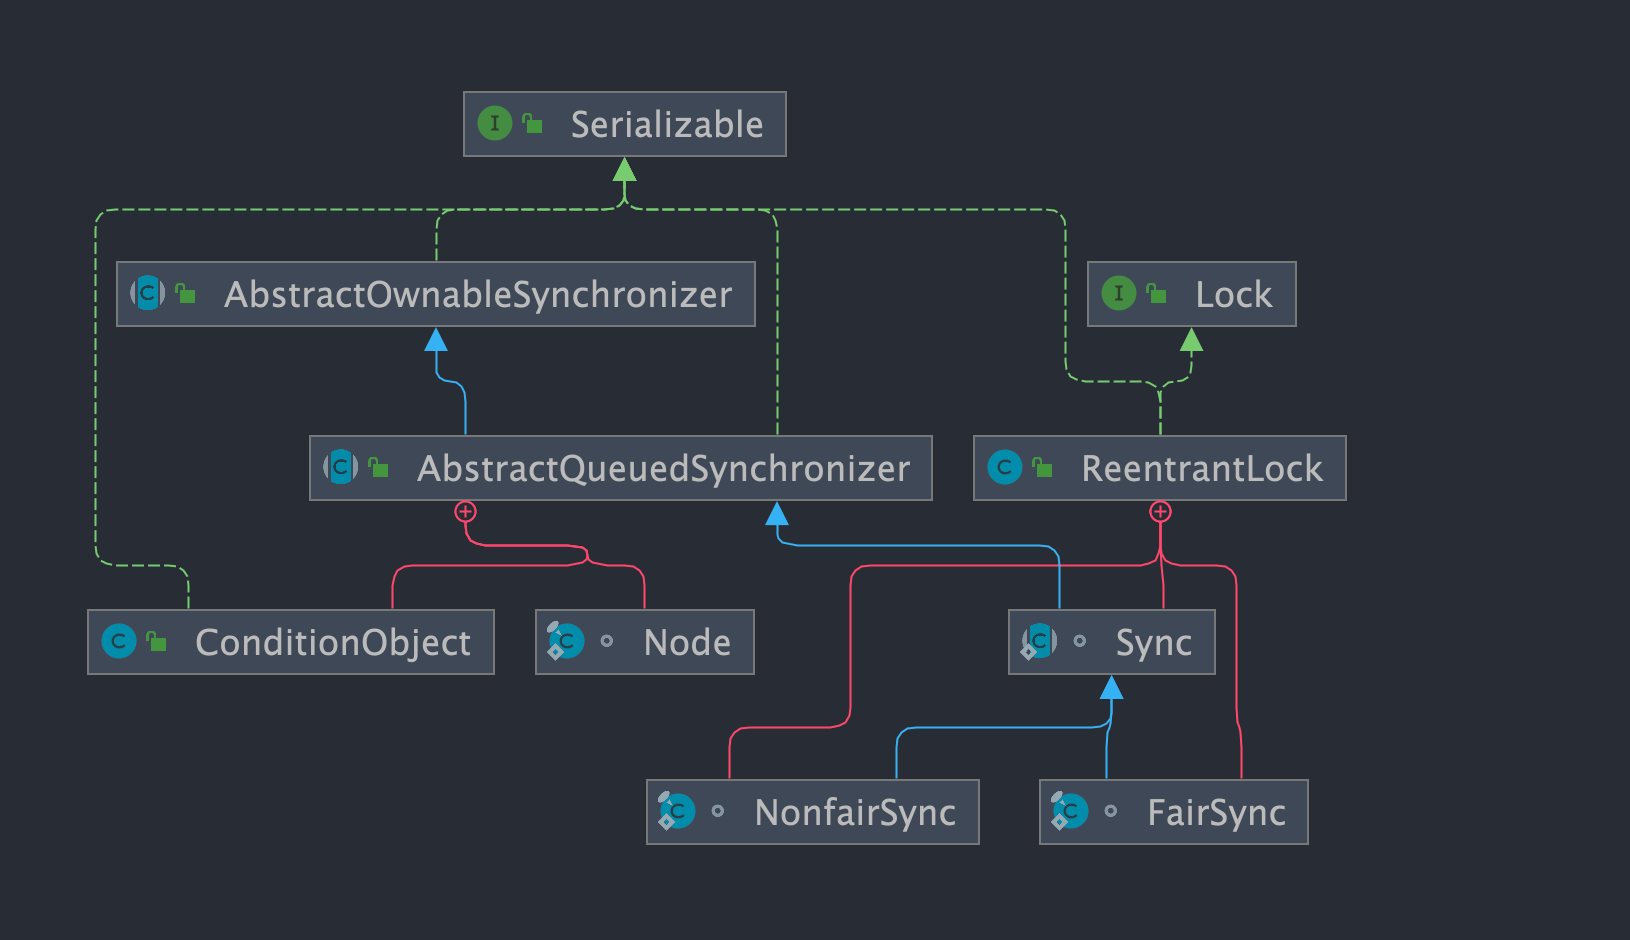 Serializable
AbstractOwnableSynchronizer
Lock
AbstractQueuedSynchronizer
ReentrantLock
ConditionObject
Node
Sync
NonfairSync
FairSync